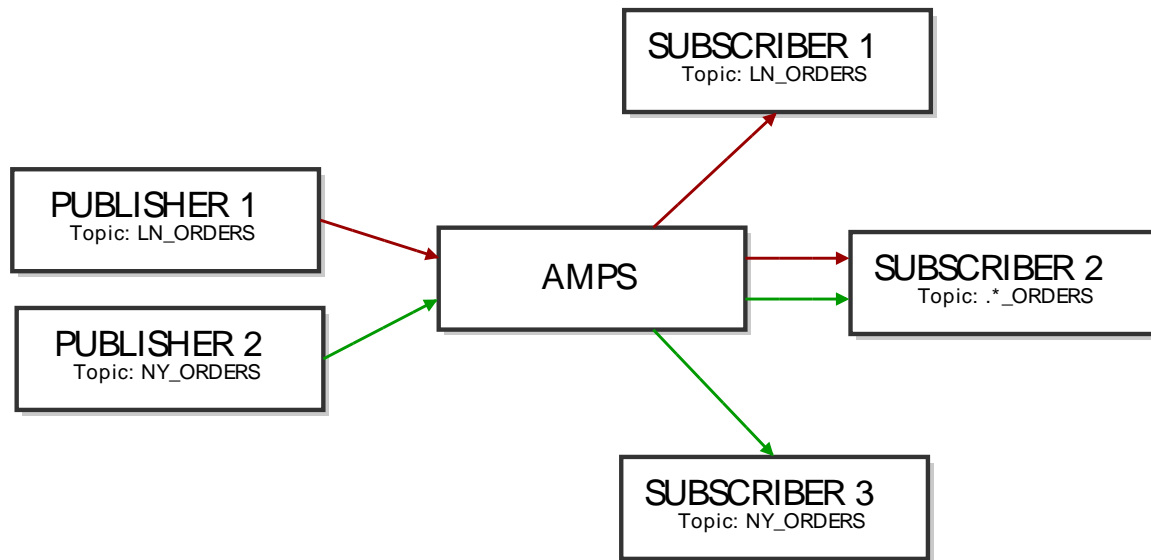 SUBSCRIBER 1
Topic: LN_ORDERS
PUBLISHER 1
Topic: LN_ORDERS
AMPS
SUBSCRIBER 2
Topic: .*_ORDERS
PUBLISHER 2
Topic: NY_ORDERS
SUBSCRIBER 3
Topic: NY_ORDERS